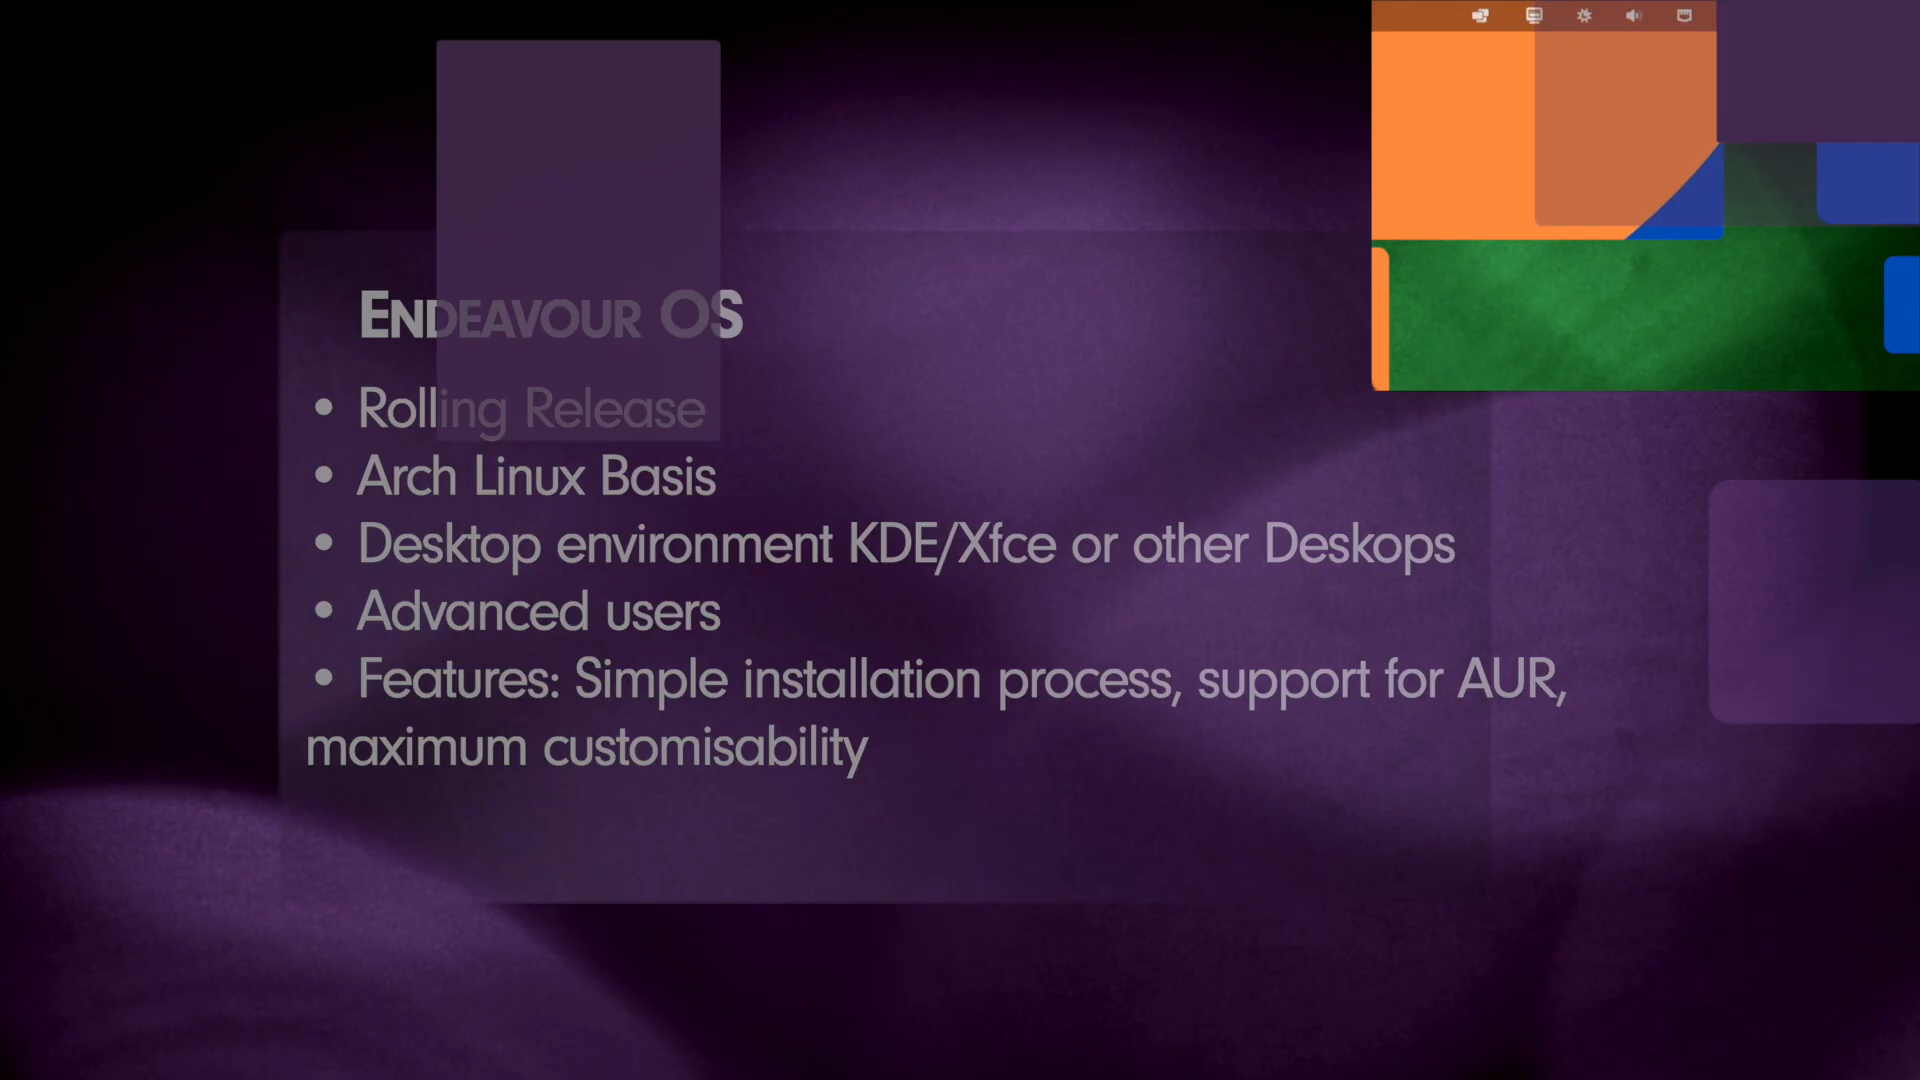 ENDEAVOUR OS
• Rolling Release
• Arch Linux Basis
• Desktop environment KDE/Xfce or other Deskops
• Advanced users
• Features: Simple installation process, support for AUR,
maximum customisability